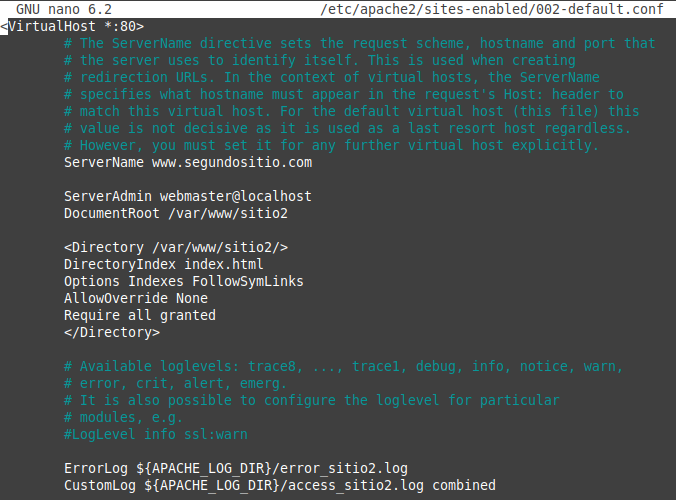 GNU nano 6.2 /etc/apache2/sites-enabled/002-default.conf
<VirtualHost *:80>
# The ServerName directive sets the request scheme, hostname and port that
# the server uses to identify itself. This is used when creating
# redirection URLs. In the context of virtual hosts, the ServerName
# specifies what hostname must appear in the request's Host: header to
# match this virtual host. For the default virtual host (this file) this
# value is not decisive as it is used as a last resort host regardless.
# However, you must set it for any further virtual host explicitly.
ServerName www.segundositio.com
ServerAdmin webmaster@localhost
DocumentRoot /var/www/sitio2
<Directory /var/www/sitio2/>
DirectoryIndex index.html
Options Indexes FollowSymLinks
AllowOverride None
Require all granted
</Directory>
# Available loglevels: trace8, ..., trace1, debug, info, notice, warn,
# error, crit, alert, emerg.
# It is also possible to configure the loglevel for particular
# modules, e.g.
#LogLevel info ssl:warn
ErrorLog ${APACHE_LOG_DIR}/error_sitio2.log
CustomLog ${APACHE_LOG_DIR}/access_sitio2.log combined